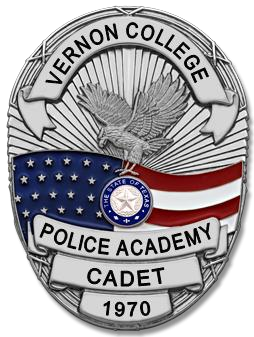 VERNON COLLEGE
THE STATE OF TEXAS
POLICE ACADEMY
CADET
1970